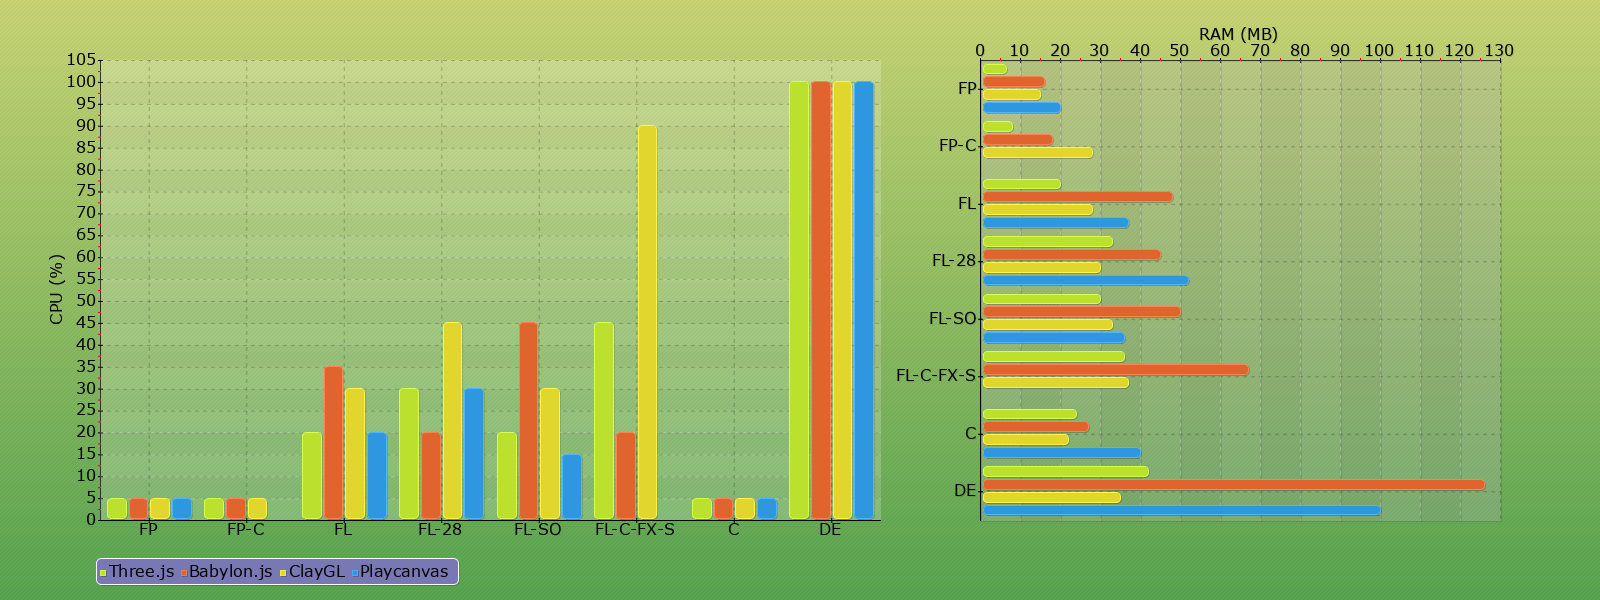 105
100
95
90
85
80
75
70
65
60
55
50
45
40
35
30
25
20
15
10
5
0
CPU (%)
FP FP-C FL FL-28 FL-SO FL-C-FX-S C DE
Three.js Babylon.js ClayGL Playcanvas
RAM (MB)
0 10 20 30 40 50 60 70 80 90 100 110 120 130
FP
FP-C
FL
FL-28
FL-SO
FL-C-FX-S
C
DE